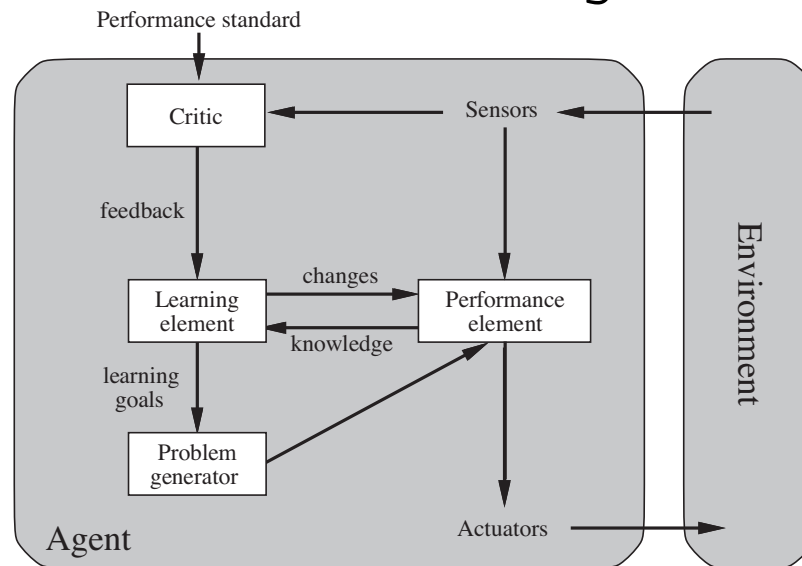 g
Performance standard
Critic
Sensors
feedback
changes
Learning
element
Performance
element
knowledge
learning
goals
Problem
generator
Agent
Actuators
Environment